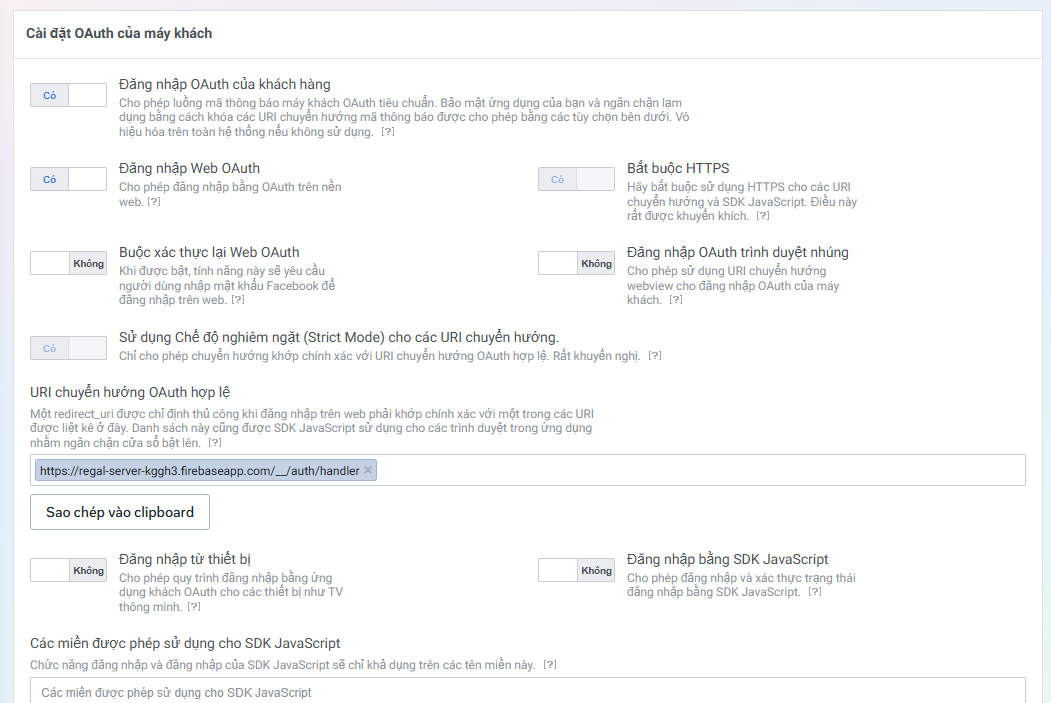 Cài đặt OAuth của máy khách
Có
Đăng nhập OAuth của khách hàng
Cho phép luồng mã thông báo máy khách OAuth tiêu chuẩn. Bảo mật ứng dụng của bạn và ngăn chặn lạm
dụng bằng cách khóa các URI chuyển hướng mã thông báo được cho phép bằng các tùy chọn bên dưới. Vô
hiệu hóa trên toàn hệ thống nếu không sử dụng. [?]
Có
Đăng nhập Web OAuth
Cho phép đăng nhập bằng OAuth trên nền
web. [?]
Có
Bắt buộc HTTPS
Hãy bắt buộc sử dụng HTTPS cho các URI
chuyển hướng và SDK JavaScript. Điều này
rất được khuyến khích. [?]
Không
Buộc xác thực lại Web OAuth
Khi được bật, tính năng này sẽ yêu cầu
người dùng nhập mật khẩu Facebook để
đăng nhập trên web. [?]
Không
Đăng nhập OAuth trình duyệt nhúng
Cho phép sử dụng URI chuyển hướng
webview cho đăng nhập OAuth của máy
khách. [?]
Có
Sử dụng Chế độ nghiêm ngặt (Strict Mode) cho các URI chuyển hướng.
Chỉ cho phép chuyển hướng khớp chính xác với URI chuyển hướng OAuth hợp lệ. Rất khuyến nghị. [?]
URI chuyển hướng OAuth hợp lệ
Một redirect_uri được chỉ định thủ công khi đăng nhập trên web phải khớp chính xác với một trong các URI
được liệt kê ở đây. Danh sách này cũng được SDK JavaScript sử dụng cho các trình duyệt trong ứng dụng
nhằm ngăn chặn cửa sổ bật lên. [?]
https://regal-server-kggh3.firebaseapp.com/__/auth/handler ×
Sao chép vào clipboard
Không
Đăng nhập từ thiết bị
Cho phép quy trình đăng nhập bằng ứng
dụng khách OAuth cho các thiết bị như TV
thông minh. [?]
Không
Đăng nhập bằng SDK JavaScript
Cho phép đăng nhập và xác thực trạng thái
đăng nhập bằng SDK JavaScript. [?]
Các miền được phép sử dụng cho SDK JavaScript
Chức năng đăng nhập và đăng nhập của SDK JavaScript sẽ chỉ khả dụng trên các tên miền này. [?]
Các miền được phép sử dụng cho SDK JavaScript